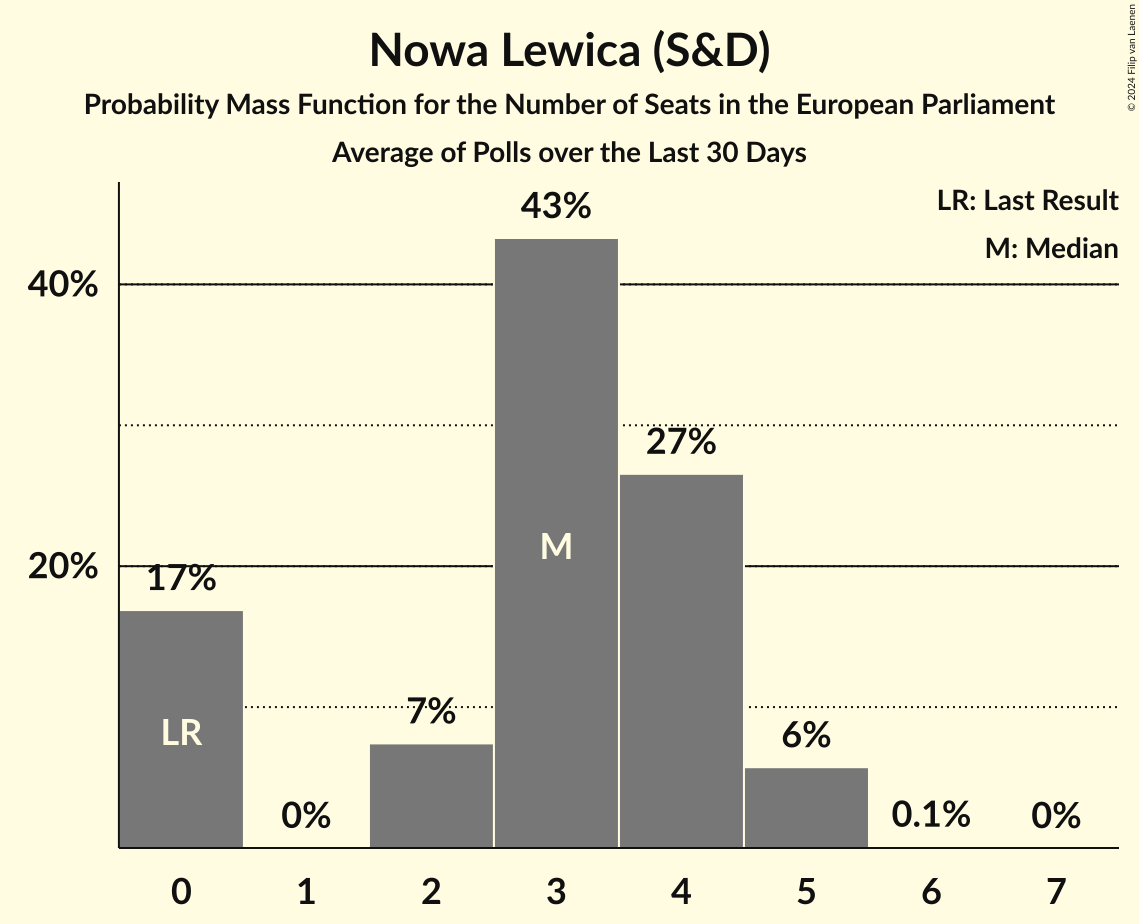 Nowa Lewica (S&D)
Probability Mass Function for the Number of Seats in the European Parliament
Average of Polls over the Last 30 Days
© 2024 Filip van Laenen
LR: Last Result
M: Median
43%
40%
27%
M
20%
17%
LR
7%
6%
0%
0.1%
0%
0 1 2 3 4 5 6 7